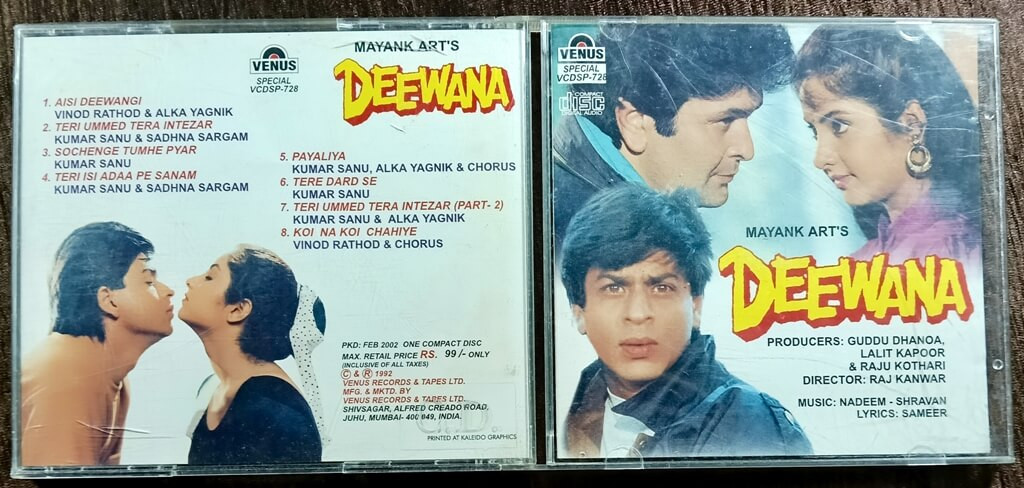 MAYANK ART'S
DEEWANA
VENUS
SPECIAL
VCDSP-728
1. AISI DEEWANGI
VINOD RATHOD & ALKA YAGNIK
2. TERI UMMED TERA INTEZAR
KUMAR SANU & SADHNA SARGAM
3. SOCHENGE TUMHE PYAR
KUMAR SANU
4. TERI ISI ADAA PE SANAM
KUMAR SANU & SADHNA SARGAM
5. PAYALIYA
KUMAR SANU, ALKA YAGNIK & CHORUS
6. TERE DARD SE
KUMAR SANU
7. TERI UMMED TERA INTEZAR (PART- 2)
KUMAR SANU & ALKA YAGNIK
8. KOI NA KOI CHAHIYE
VINOD RATHOD & CHORUS
PKD: FEB 2002 ONE COMPACT DISC
MAX. RETAIL PRICE RS. 99/- ONLY
(INCLUSIVE OF ALL TAXES)
© & ® 1992
VENUS RECORDS & TAPES LTD.
MFG. & MKTD. BY
VENUS RECORDS & TAPES LTD.
SHIVSAGAR, ALFRED CREADO ROAD,
JUHU, MUMBAI- 400 049, INDIA.
PRINTED AT KALEIDO GRAPHICS
VENUS
SPECIAL
VCDSP-728
COMPACT
disc
DIGITAL AUDIO
MAYANK ART'S
DEEWANA
PRODUCERS: GUDDU DHANOA,
LALIT KAPOOR
& RAJU KOTHARI
DIRECTOR: RAJ KANWAR
MUSIC: NADEEM - SHRAVAN
LYRICS: SAMEER